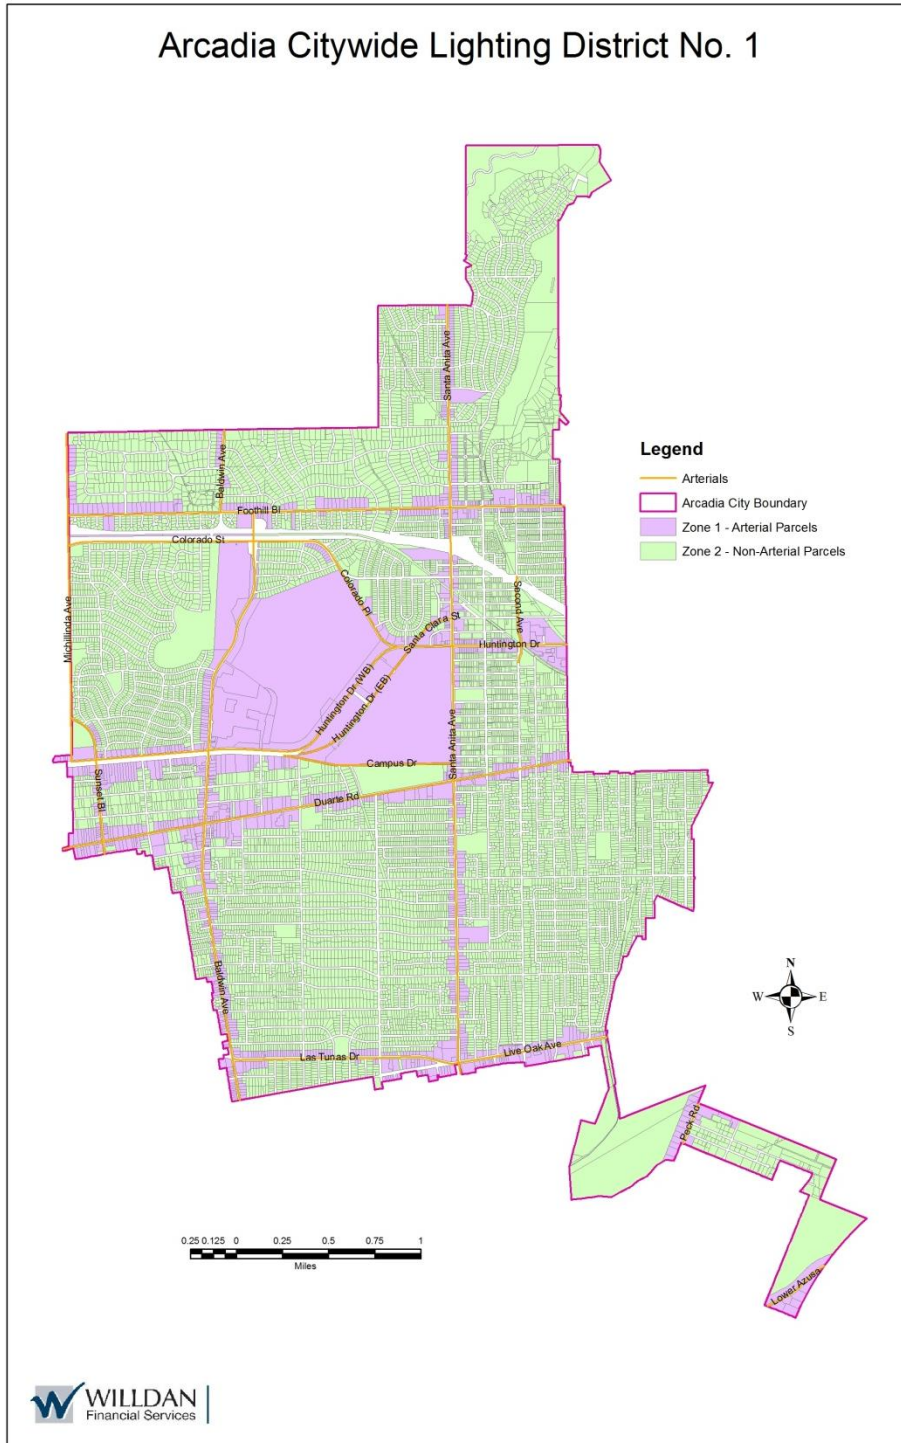 Arcadia Citywide Lighting District No. 1
Santa Anita Ave
Baldwin Ave
Foothill Bl
Colorado St
Legend
Arterials
Arcadia City Boundary
Zone 1 - Arterial Parcels
Zone 2 - Non-Arterial Parcels
Michillinda Ave
Colorado Pl
Santa Clara St
Second Ave
Huntington Dr
Huntington Dr (WB)
Huntington Dr (EB)
Santa Anita Ave
Campus Dr
Sunset Bl
Duarte Rd
Baldwin Ave
N
W
E
S
Las Tunas Dr
Live Oak Ave
Peck Rd
Lower Azusa
0.25 0.125 0 0.25 0.5 0.75 1
Miles
WILLDAN
Financial Services